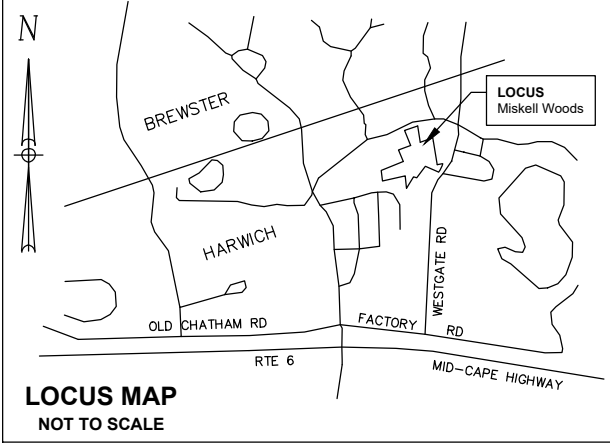 N
LOCUS
Miskell Woods
BREWSTER
HARWICH
WESTGATE RD
OLD CHATHAM RD
FACTORY RD
RTE 6
MID-CAPE HIGHWAY
LOCUS MAP
NOT TO SCALE